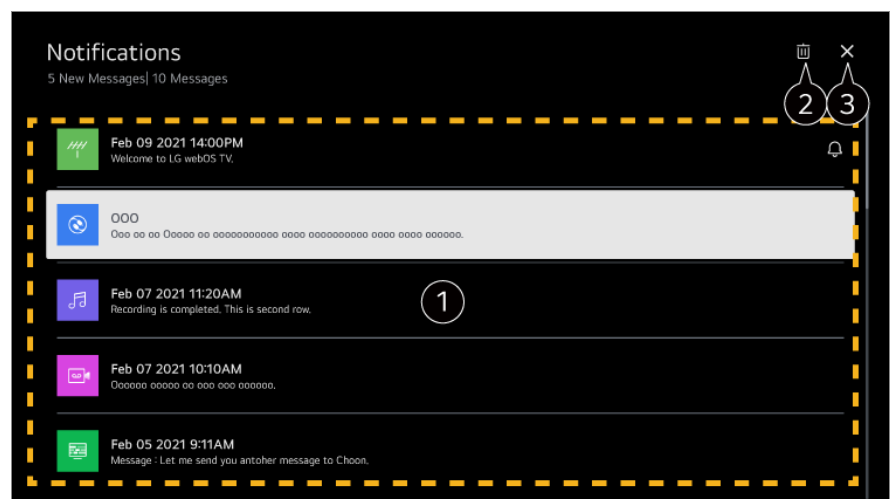 Notifications
5 New Messages| 10 Messages
2
3
Feb 09 2021 14:00PM
Welcome to LG webOS TV.
OOO
Ooo oo oo Ooooo oo ooooooooooo oooo oooooooooo oooo oooo oooooo.
Feb 07 2021 11:20AM
Recording is completed. This is second row.
1
Feb 07 2021 10:10AM
Oooooo ooooo oo ooo ooo oooooo.
Feb 05 2021 9:11AM
Message : Let me send you antoher message to Choon.